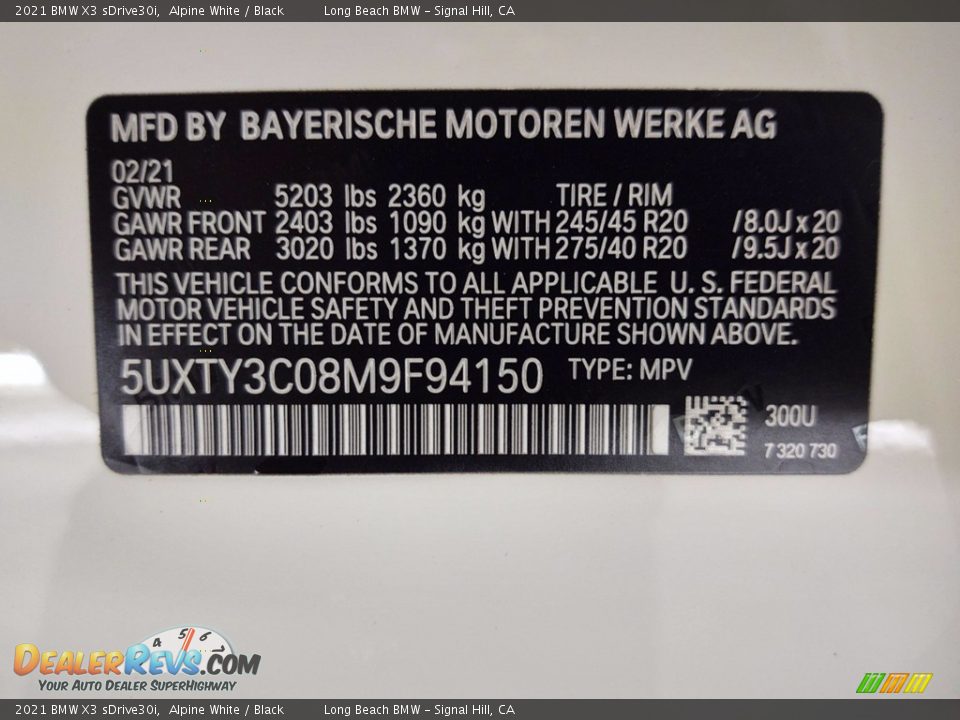 2021 BMW X3 sDrive30i, Alpine White / Black Long Beach BMW - Signal Hill, CA
MFD BY BAYERISCHE MOTOREN WERKE AG
02/21
GVWR 5203 lbs 2360 kg TIRE / RIM
GAWR FRONT 2403 lbs 1090 kg WITH 245/45 R20 /8.0J x 20
GAWR REAR 3020 lbs 1370 kg WITH 275/40 R20 /9.5J x 20
THIS VEHICLE CONFORMS TO ALL APPLICABLE U. S. FEDERAL
MOTOR VEHICLE SAFETY AND THEFT PREVENTION STANDARDS
IN EFFECT ON THE DATE OF MANUFACTURE SHOWN ABOVE.
5UXTY3C08M9F94150 TYPE: MPV
300U
7 320 730
4 5 6 7
DEALERREVS.COM
YOUR AUTO DEALER SUPERHIGHWAY
2021 BMW X3 sDrive30i, Alpine White / Black Long Beach BMW - Signal Hill, CA